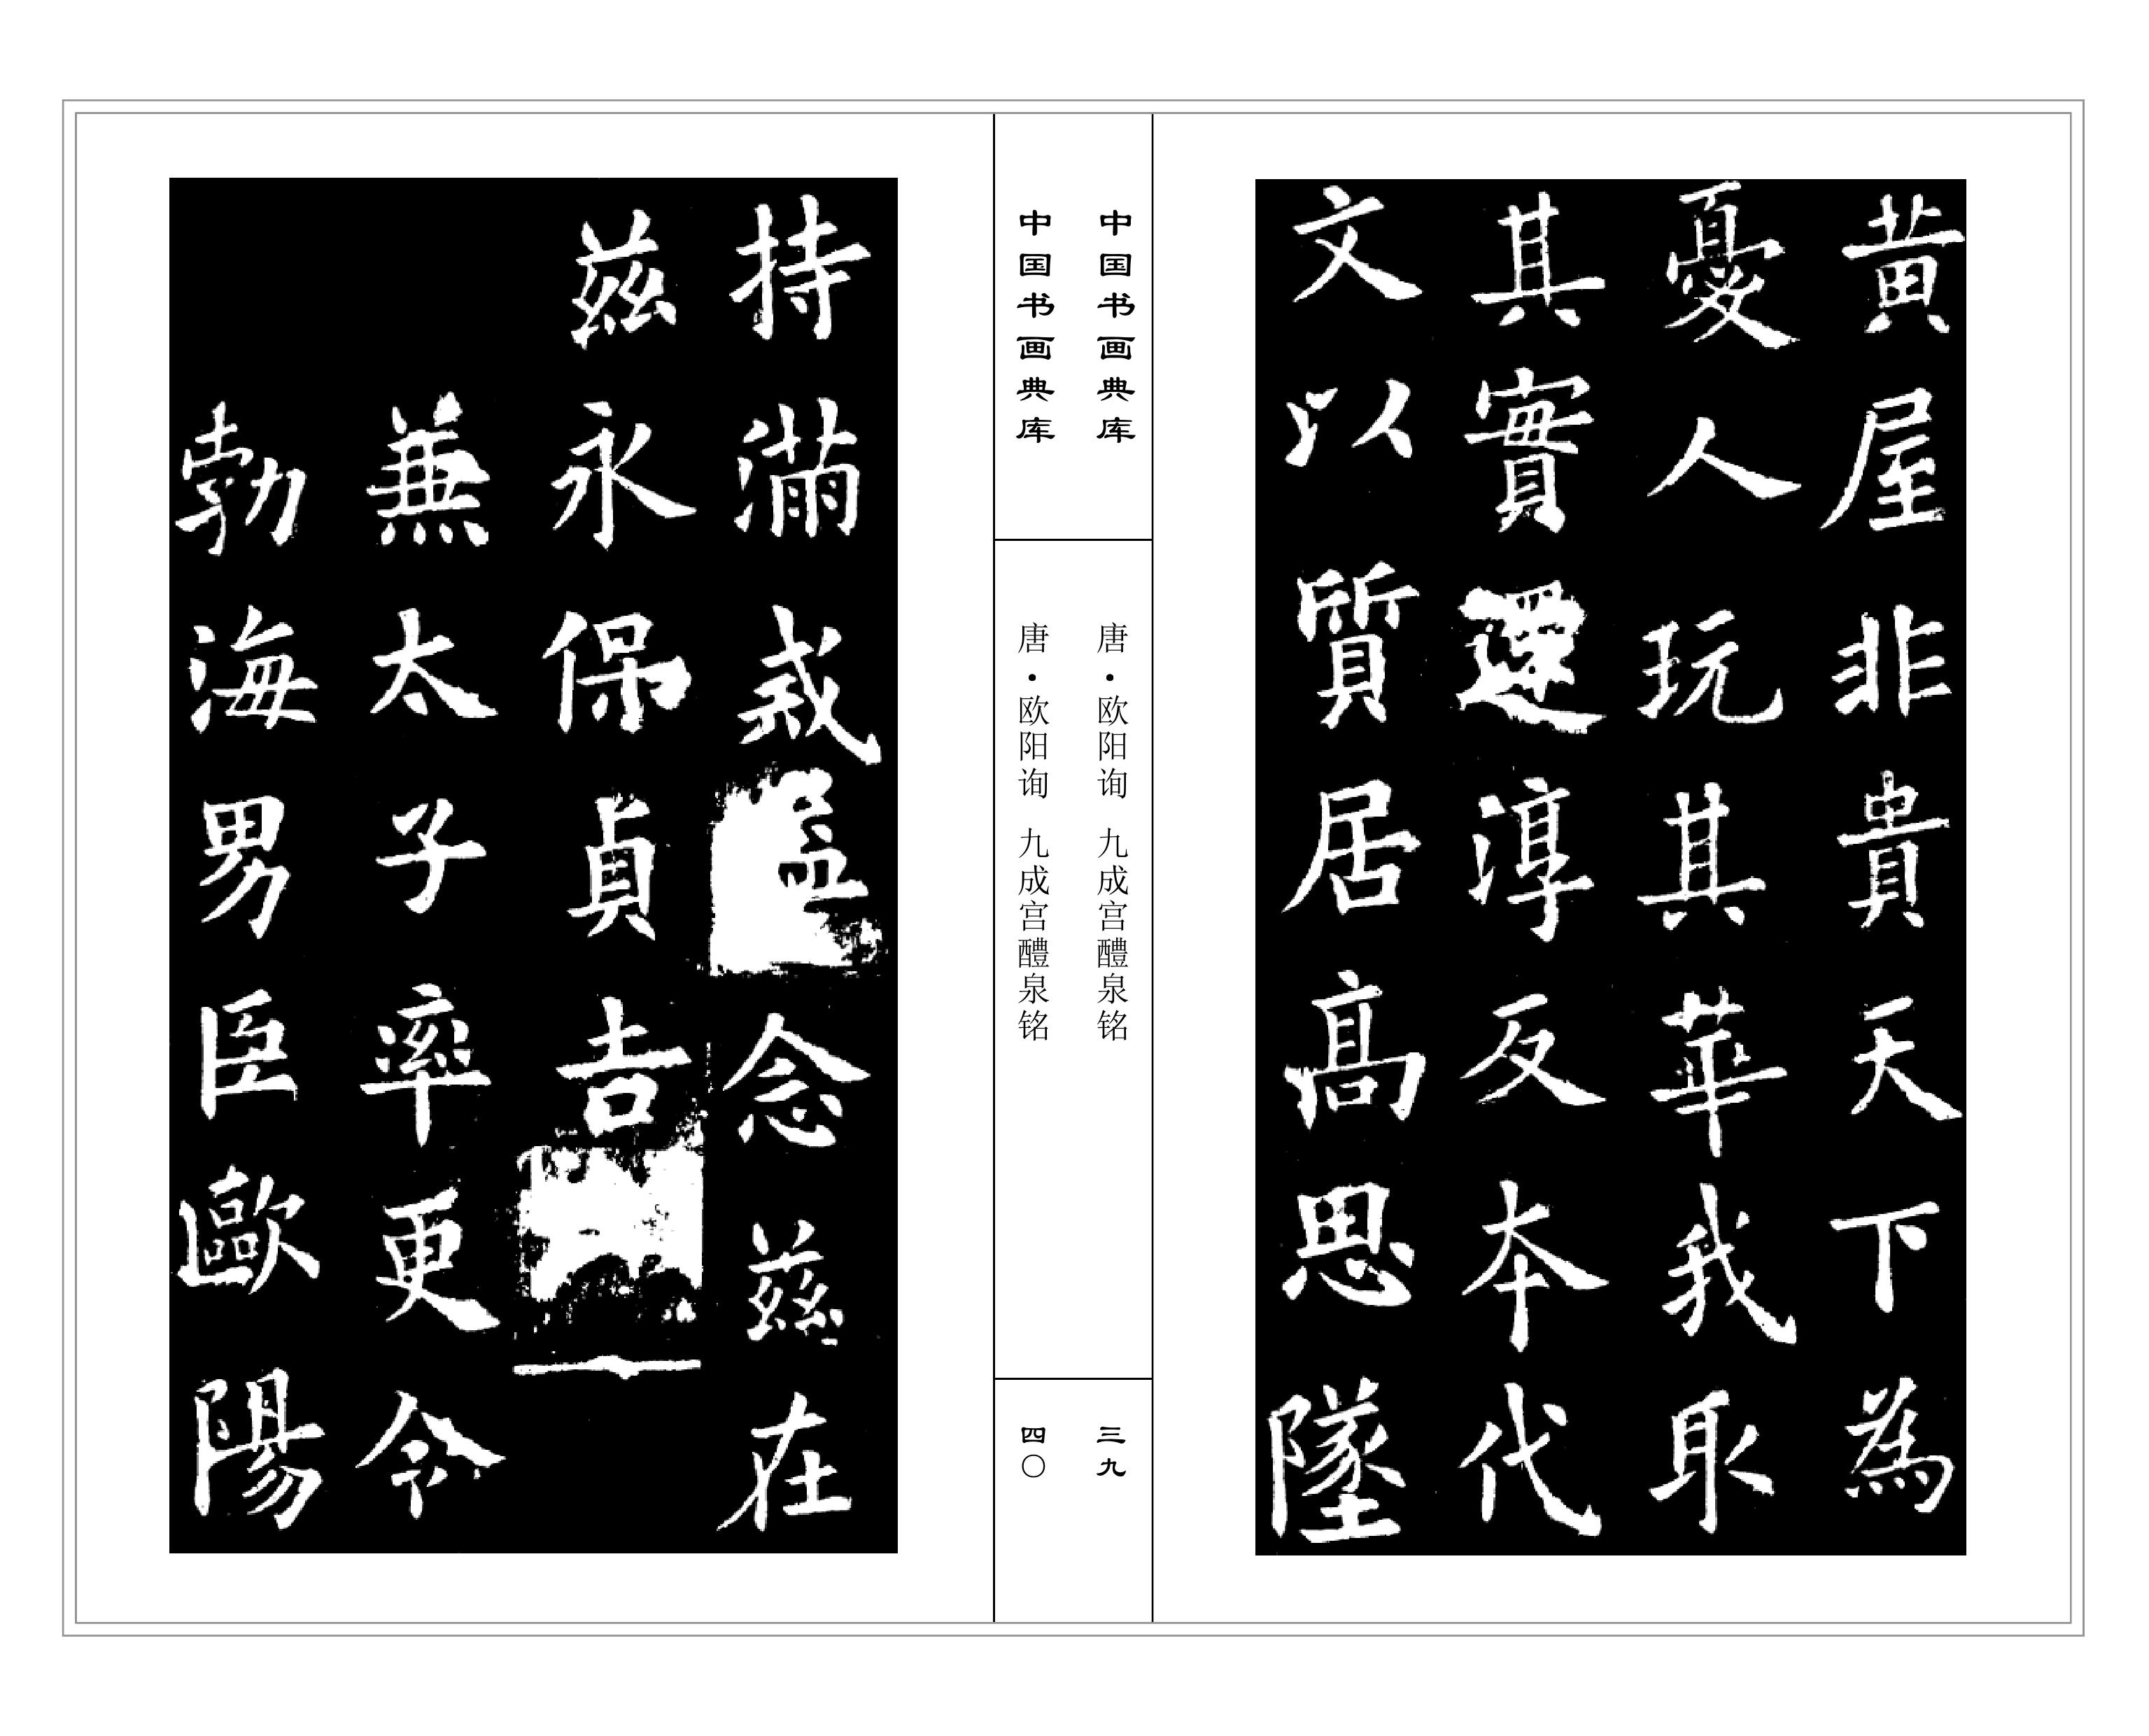 黄屋非貴天下為
憂人玩其華我取
其實還淳反本代
文以質居高思墜
中国书画典库
唐·欧阳询 九成宫醴泉铭
三九
中国书画典库
唐·欧阳询 九成宫醴泉铭
四〇
持滿戒溢念茲在
茲永保貞吉
兼太子率更令
勃海男臣歐陽